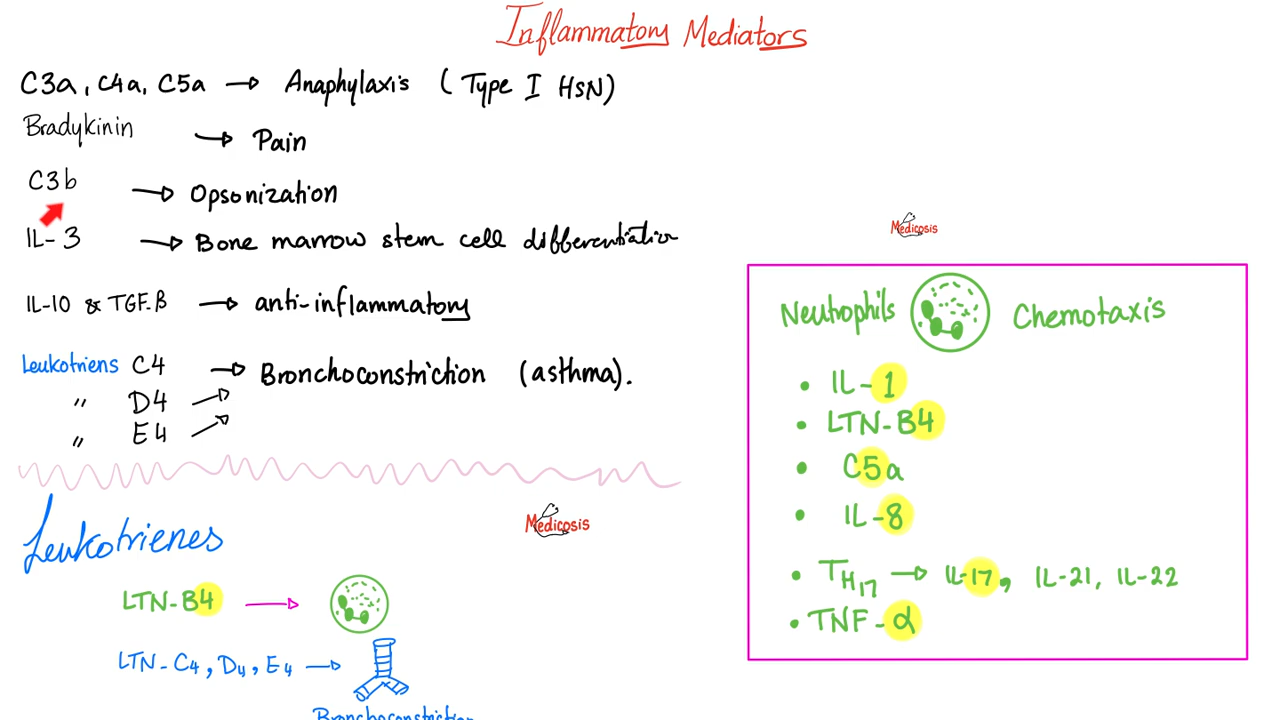 Inflammatory Mediators
C3a, C4a, C5a → Anaphylaxis (Type I HSN)
Bradykinin → Pain
C3b → Opsonization
IL-3 → Bone marrow stem cell differentiation
IL-10 & TGF-β → anti-inflammatory
Leukotriens C4 → Bronchoconstriction (asthma).
" D4 →
" E4 →
Leukotrienes
Medicosis
LTN-B4 →
LTN-C4, D4, E4 →
Bronchoconstriction
Medicosis
Neutrophils Chemotaxis
• IL-1
• LTN-B4
• C5a
• IL-8
• TH17 → IL-17, IL-21, IL-22
• TNF-α